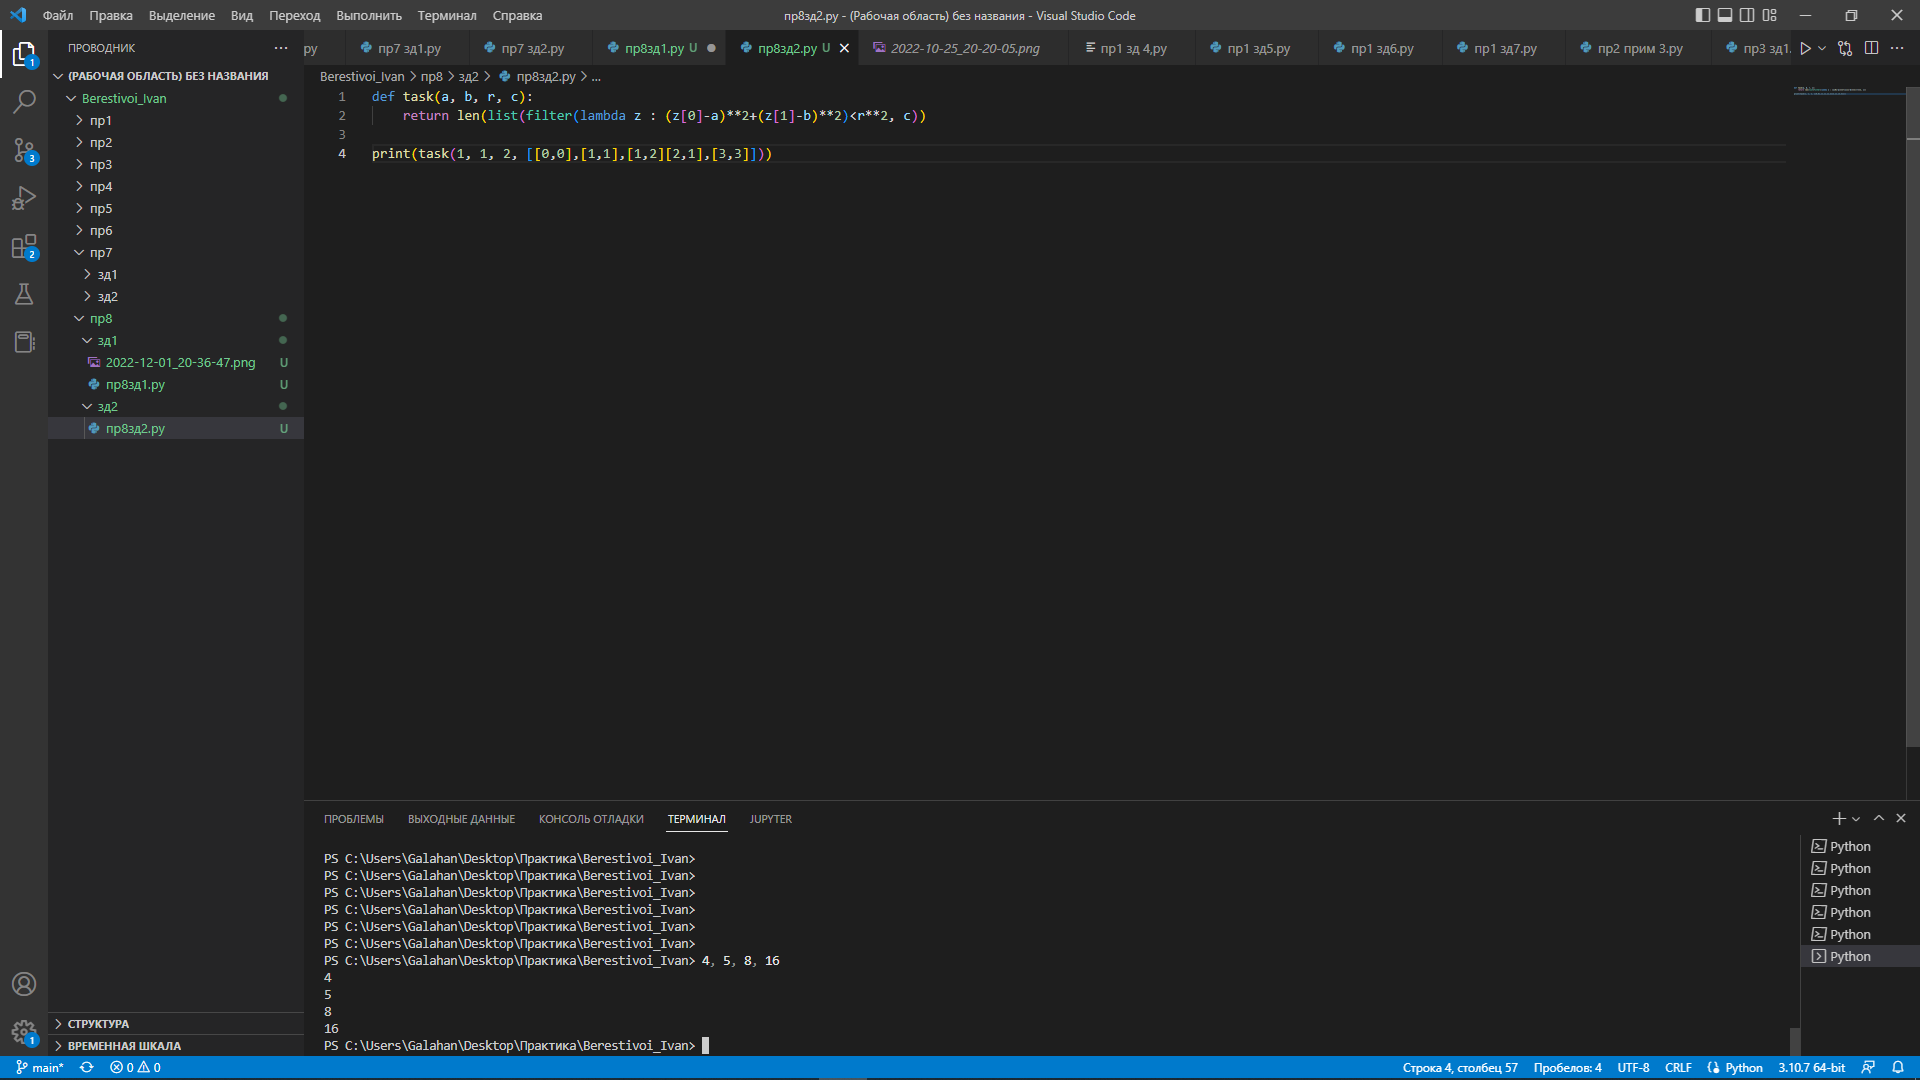 Файл Правка Выделение Вид Переход Выполнить Терминал Справка
пр8зд2.py - (Рабочая область) без названия - Visual Studio Code
ПРОВОДНИК
ру пр7 зд1.py пр7 зд2.py пр8зд1.py U пр8зд2.py U 2022-10-25_20-20-05.png пр1 зд 4.py пр1 зд5.py пр1 зд6.py пр1 зд7.py пр2 прим 3.py пр3 зд1.
(РАБОЧАЯ ОБЛАСТЬ) БЕЗ НАЗВАНИЯ
Berestivoi_Ivan
пр1
пр2
пр3
пр4
пр5
пр6
пр7
зд1
зд2
пр8
зд1
2022-12-01_20-36-47.png U
пр8зд1.py U
зд2
пр8зд2.py U
СТРУКТУРА
ВРЕМЕННАЯ ШКАЛА
1
3
2
1
Berestivoi_Ivan > пр8 > зд2 > пр8зд2.py > ...
1 def task(a, b, r, c):
2 return len(list(filter(lambda z : (z[0]-a)**2+(z[1]-b)**2)<r**2, c))
3
4 print(task(1, 1, 2, [[0,0],[1,1],[1,2][2,1],[3,3]]))
ПРОБЛЕМЫ ВЫХОДНЫЕ ДАННЫЕ КОНСОЛЬ ОТЛАДКИ ТЕРМИНАЛ JUPYTER
PS C:\Users\Galahan\Desktop\Практика\Berestivoi_Ivan>
PS C:\Users\Galahan\Desktop\Практика\Berestivoi_Ivan>
PS C:\Users\Galahan\Desktop\Практика\Berestivoi_Ivan>
PS C:\Users\Galahan\Desktop\Практика\Berestivoi_Ivan>
PS C:\Users\Galahan\Desktop\Практика\Berestivoi_Ivan>
PS C:\Users\Galahan\Desktop\Практика\Berestivoi_Ivan>
PS C:\Users\Galahan\Desktop\Практика\Berestivoi_Ivan> 4, 5, 8, 16
4
5
8
16
PS C:\Users\Galahan\Desktop\Практика\Berestivoi_Ivan>
Python
Python
Python
Python
Python
Python
main* 0 0 Строка 4, столбец 57 Пробелов: 4 UTF-8 CRLF Python 3.10.7 64-bit